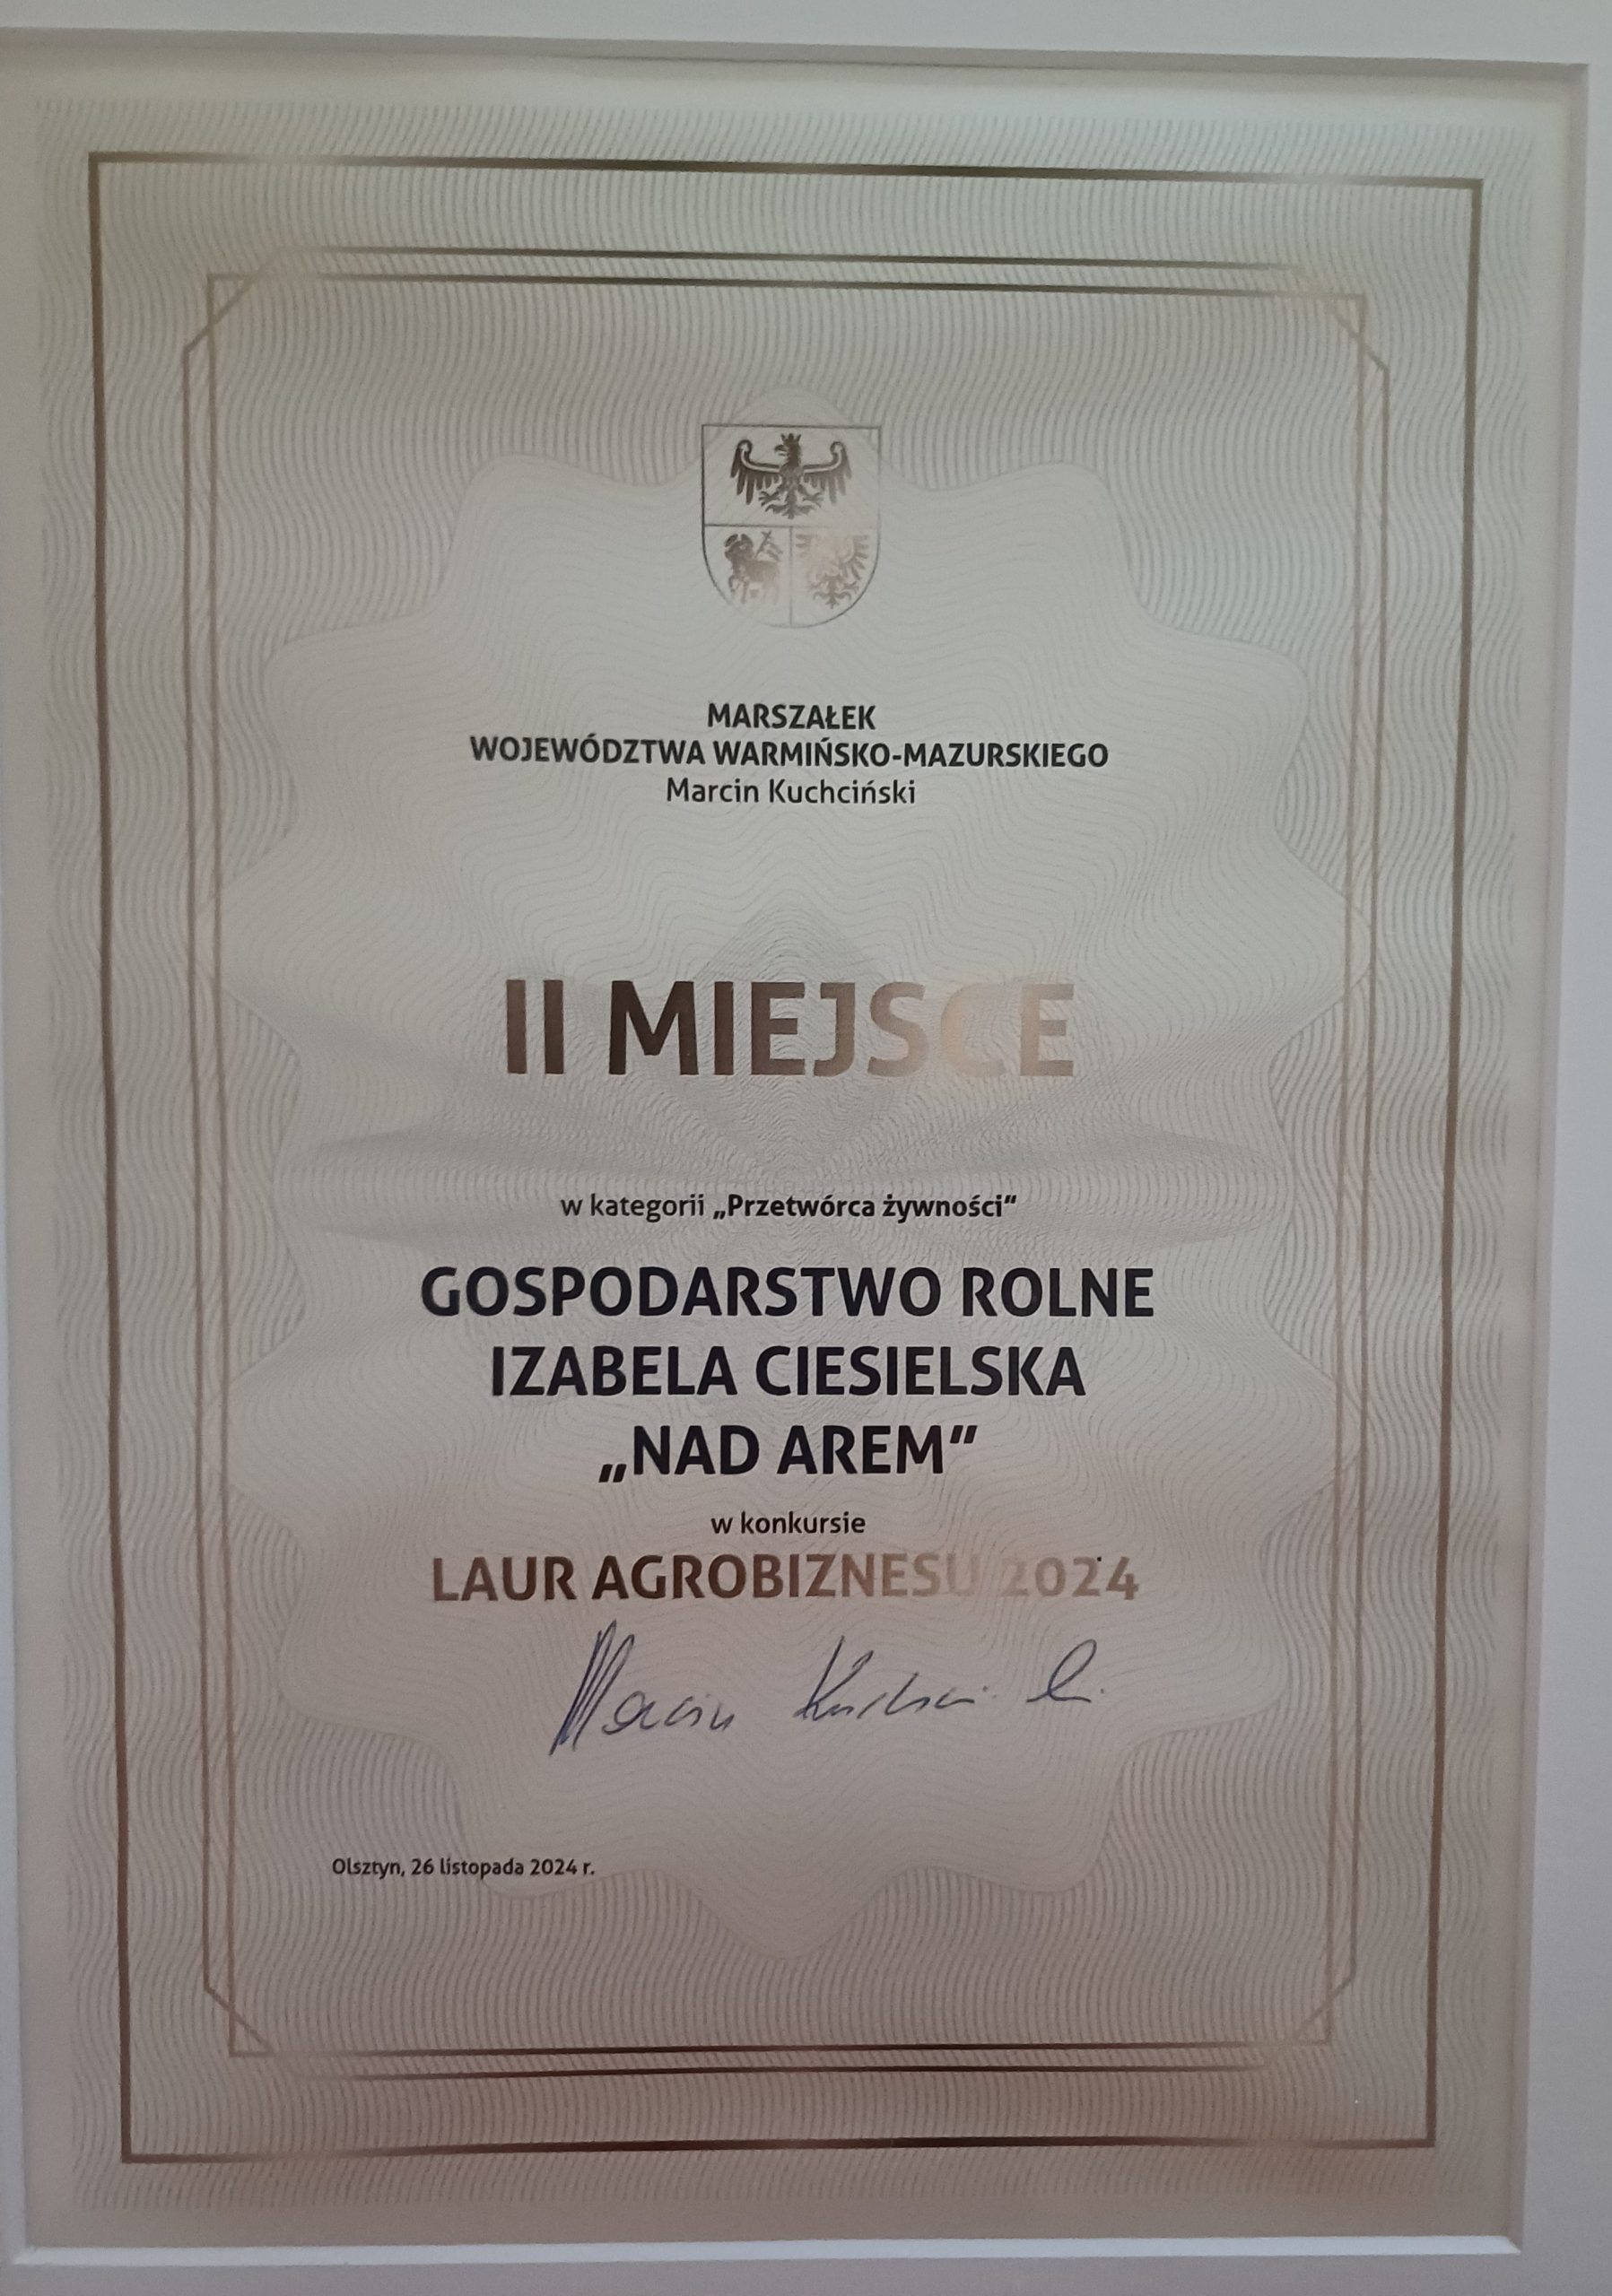 MARSZAŁEK
WOJEWÓDZTWA WARMIŃSKO-MAZURSKIEGO
Marcin Kuchciński
II MIEJSCE
w kategorii „Przetwórca żywności”
GOSPODARSTWO ROLNE
IZABELA CIESIELSKA
„NAD AREM”
w konkursie
LAUR AGROBIZNESU 2024
Marcin
Olsztyn, 26 listopada 2024 r.